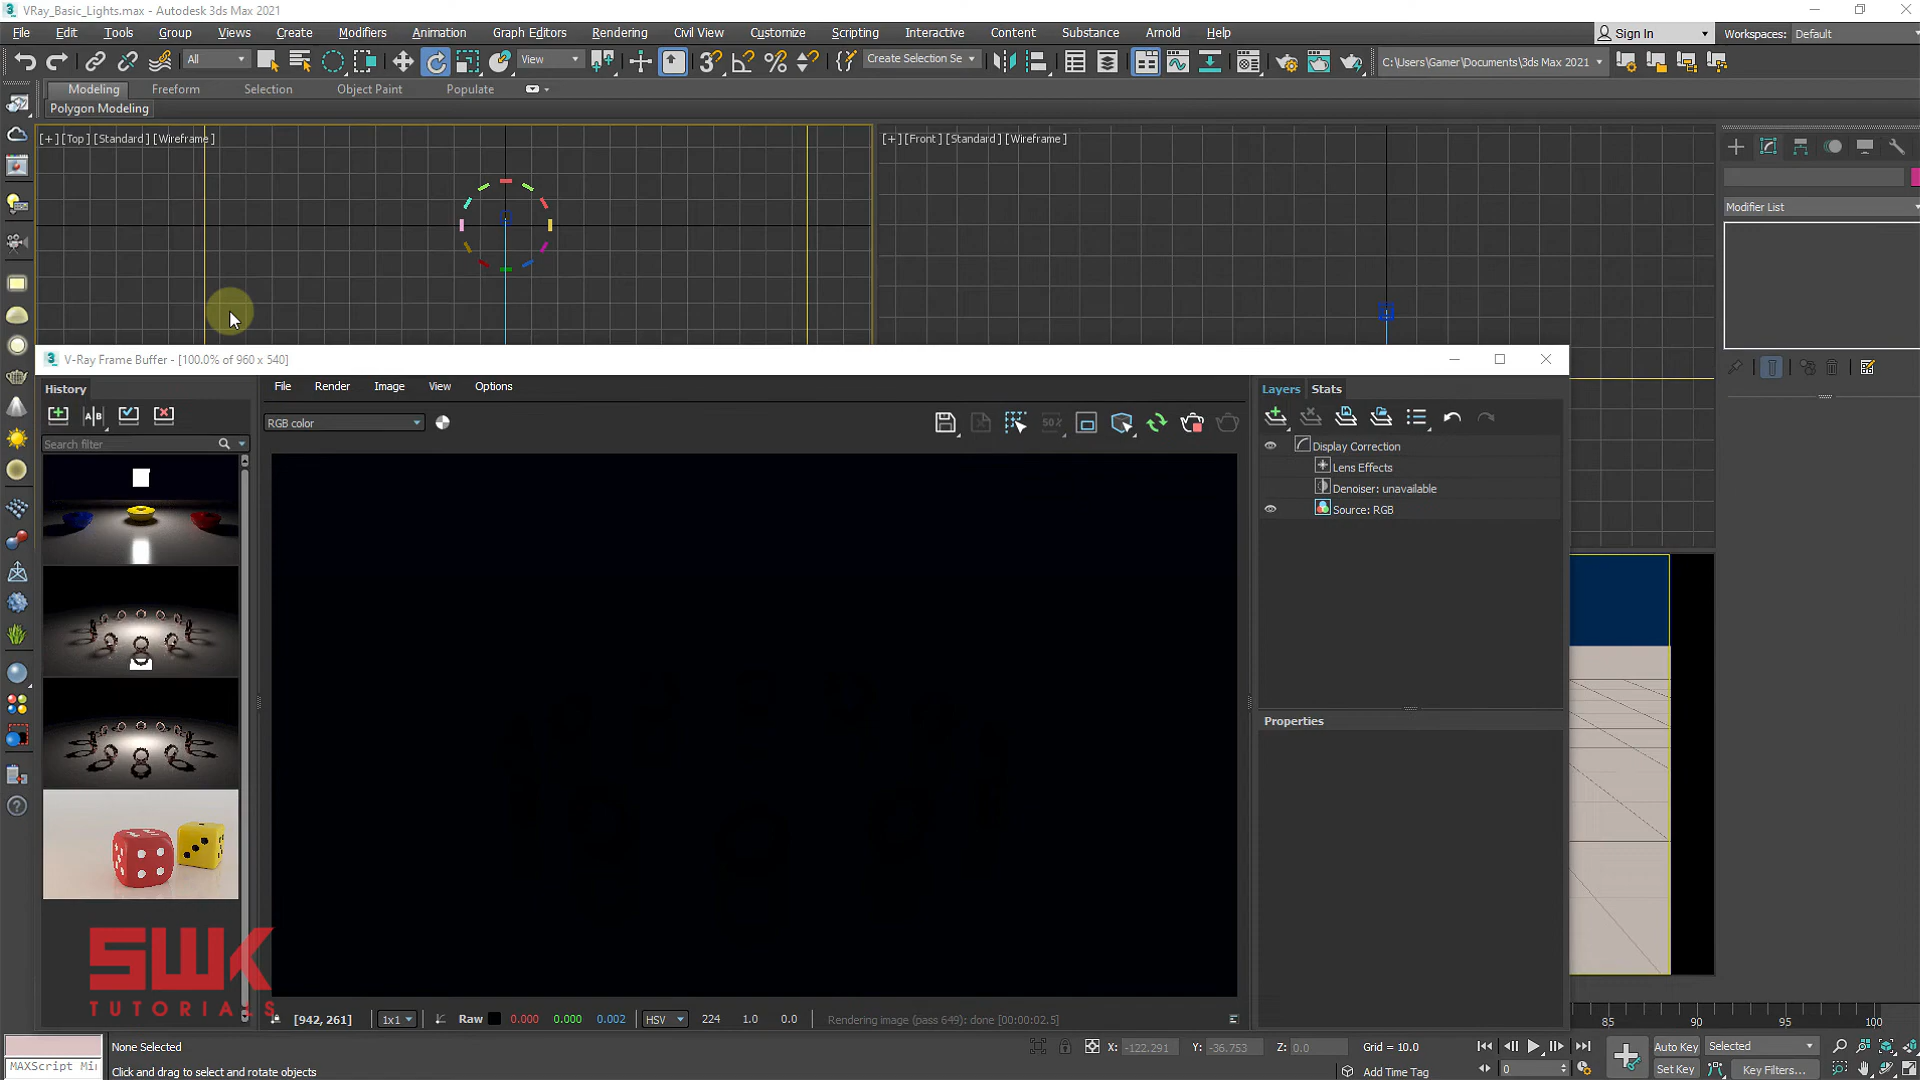 VRay_Basic_Lights.max - Autodesk 3ds Max 2021
File Edit Tools Group Views Create Modifiers Animation Graph Editors Rendering Civil View Customize Scripting Interactive Content Substance Arnold Help
Sign In
Workspaces: Default
All
View
Create Selection Se
C:\Users\Gamer\Documents\3ds Max 2021
Modeling Freeform Selection Object Paint Populate
Polygon Modeling
[+] [Top] [Standard] [Wireframe]
[+] [Front] [Standard] [Wireframe]
Modifier List
V-Ray Frame Buffer - [100.0% of 960 x 540]
History
File Render Image View Options
Layers Stats
RGB color
50%
A B
Search filter
Display Correction
Lens Effects
Denoiser: unavailable
Source: RGB
Properties
SWK
TUTORIALS
[942, 261]
1x1
Raw
0.000 0.000 0.002
HSV
224 1.0 0.0
Rendering image (pass 649): done [00:00:02.5]
85 90 95 100
None Selected
X: -122.291
Y: -36.753
Z: 0.0
Grid = 10.0
Auto Key
Selected
MAXScript Mi
Click and drag to select and rotate objects
Add Time Tag
0
Set Key
Key Filters...